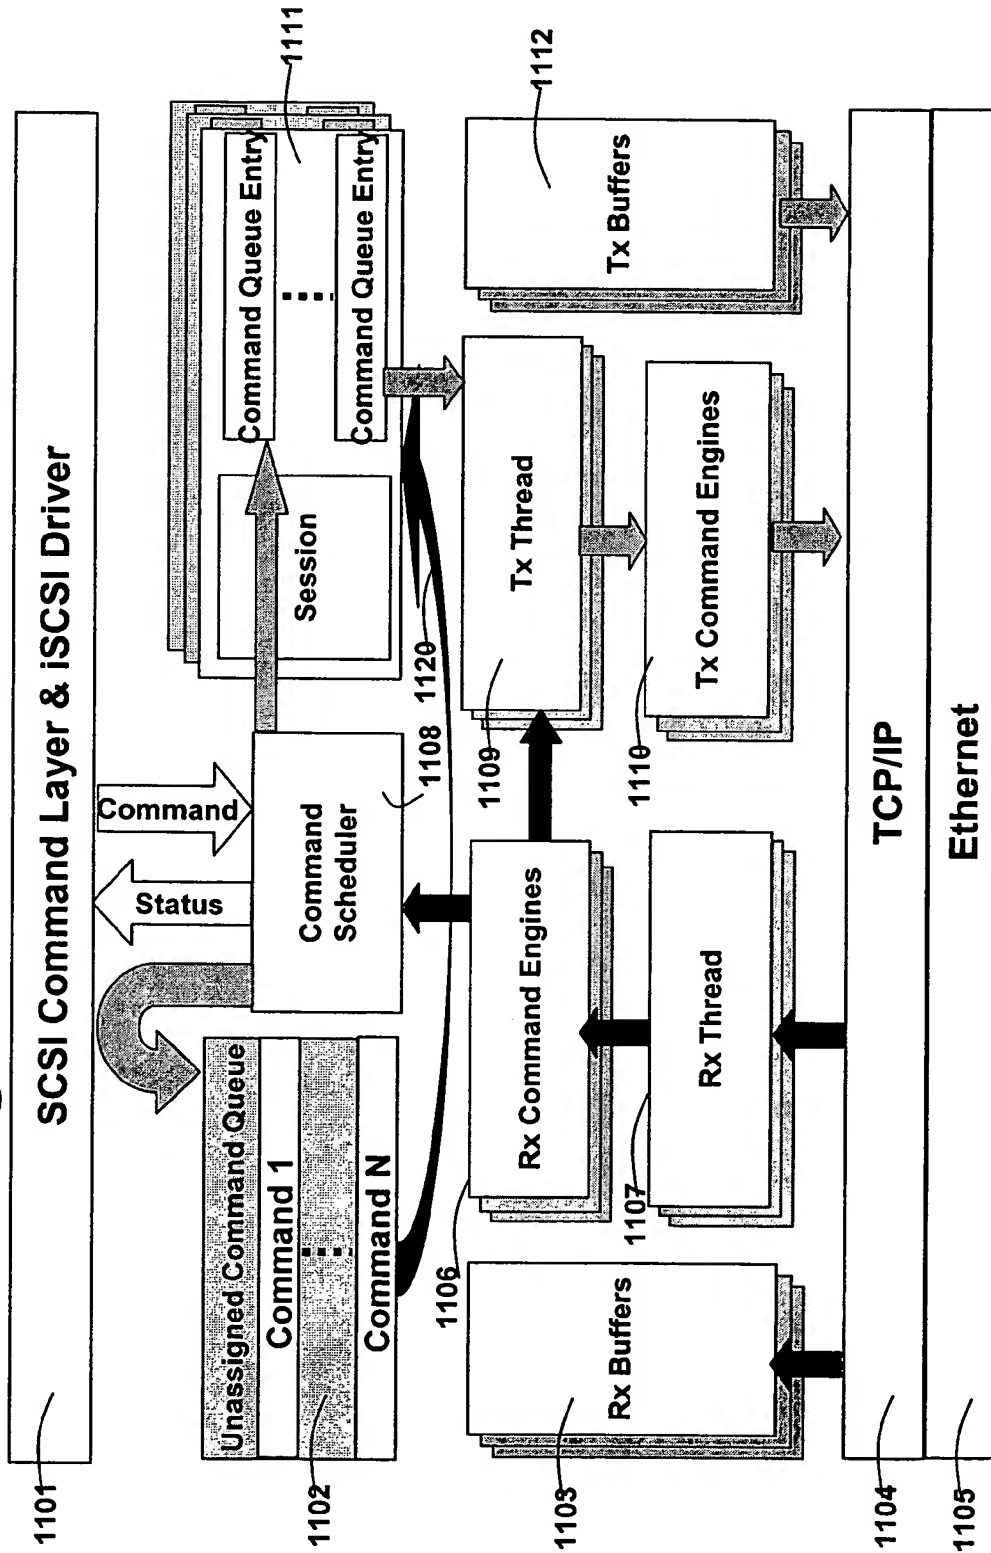 SCSI Command Layer & iSCSI Driver
1101
Unassigned Command Queue
Command 1
Command N
1102
Status
Command
Command
Scheduler
1108
Session
Command Queue Entry
Command Queue Entry
1111
1120
Rx Buffers
1103
Rx Command Engines
1106
Rx Thread
1107
Tx Thread
1109
Tx Command Engines
1110
Tx Buffers
1112
TCP/IP
1104
Ethernet
1105